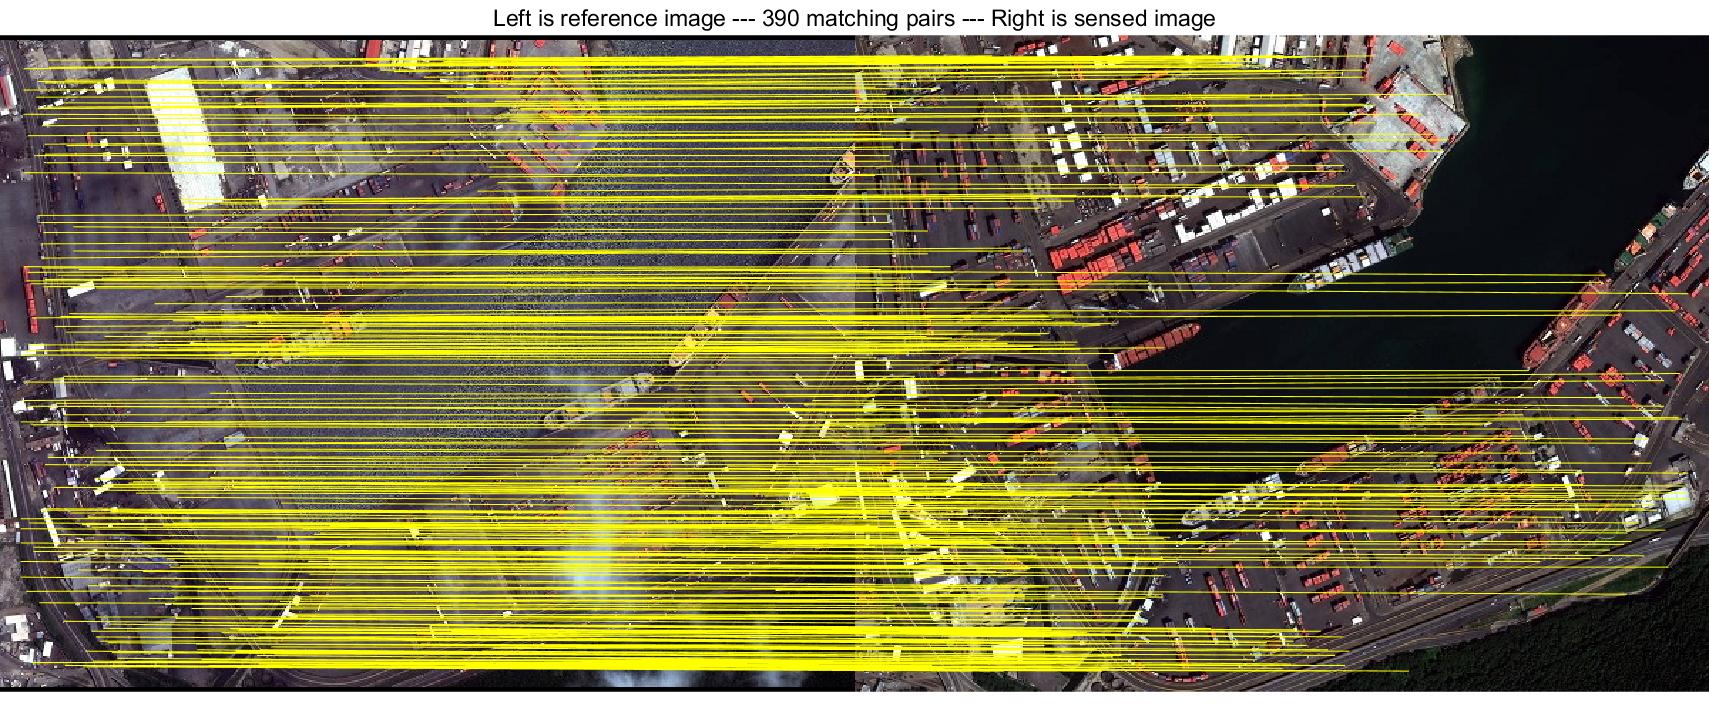 Left is reference image --- 390 matching pairs --- Right is sensed image